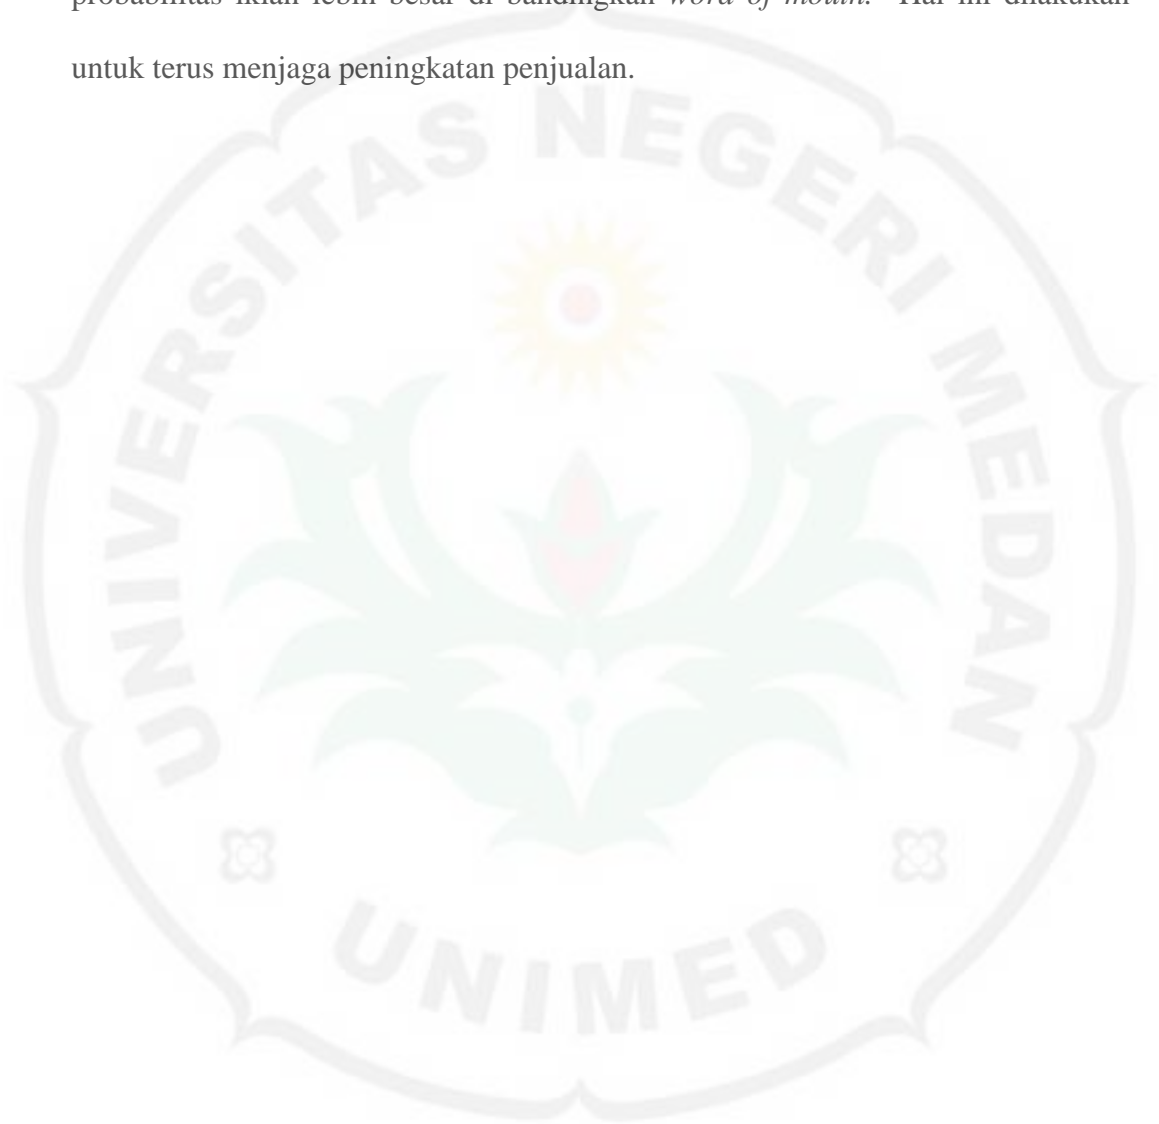 probabilitas iklan lebih besar di bandingkan word of mouth. Hal ini dilakukan
untuk terus menjaga peningkatan penjualan.
UNIVERSITAS NEGERI MEDAN
UNIMED